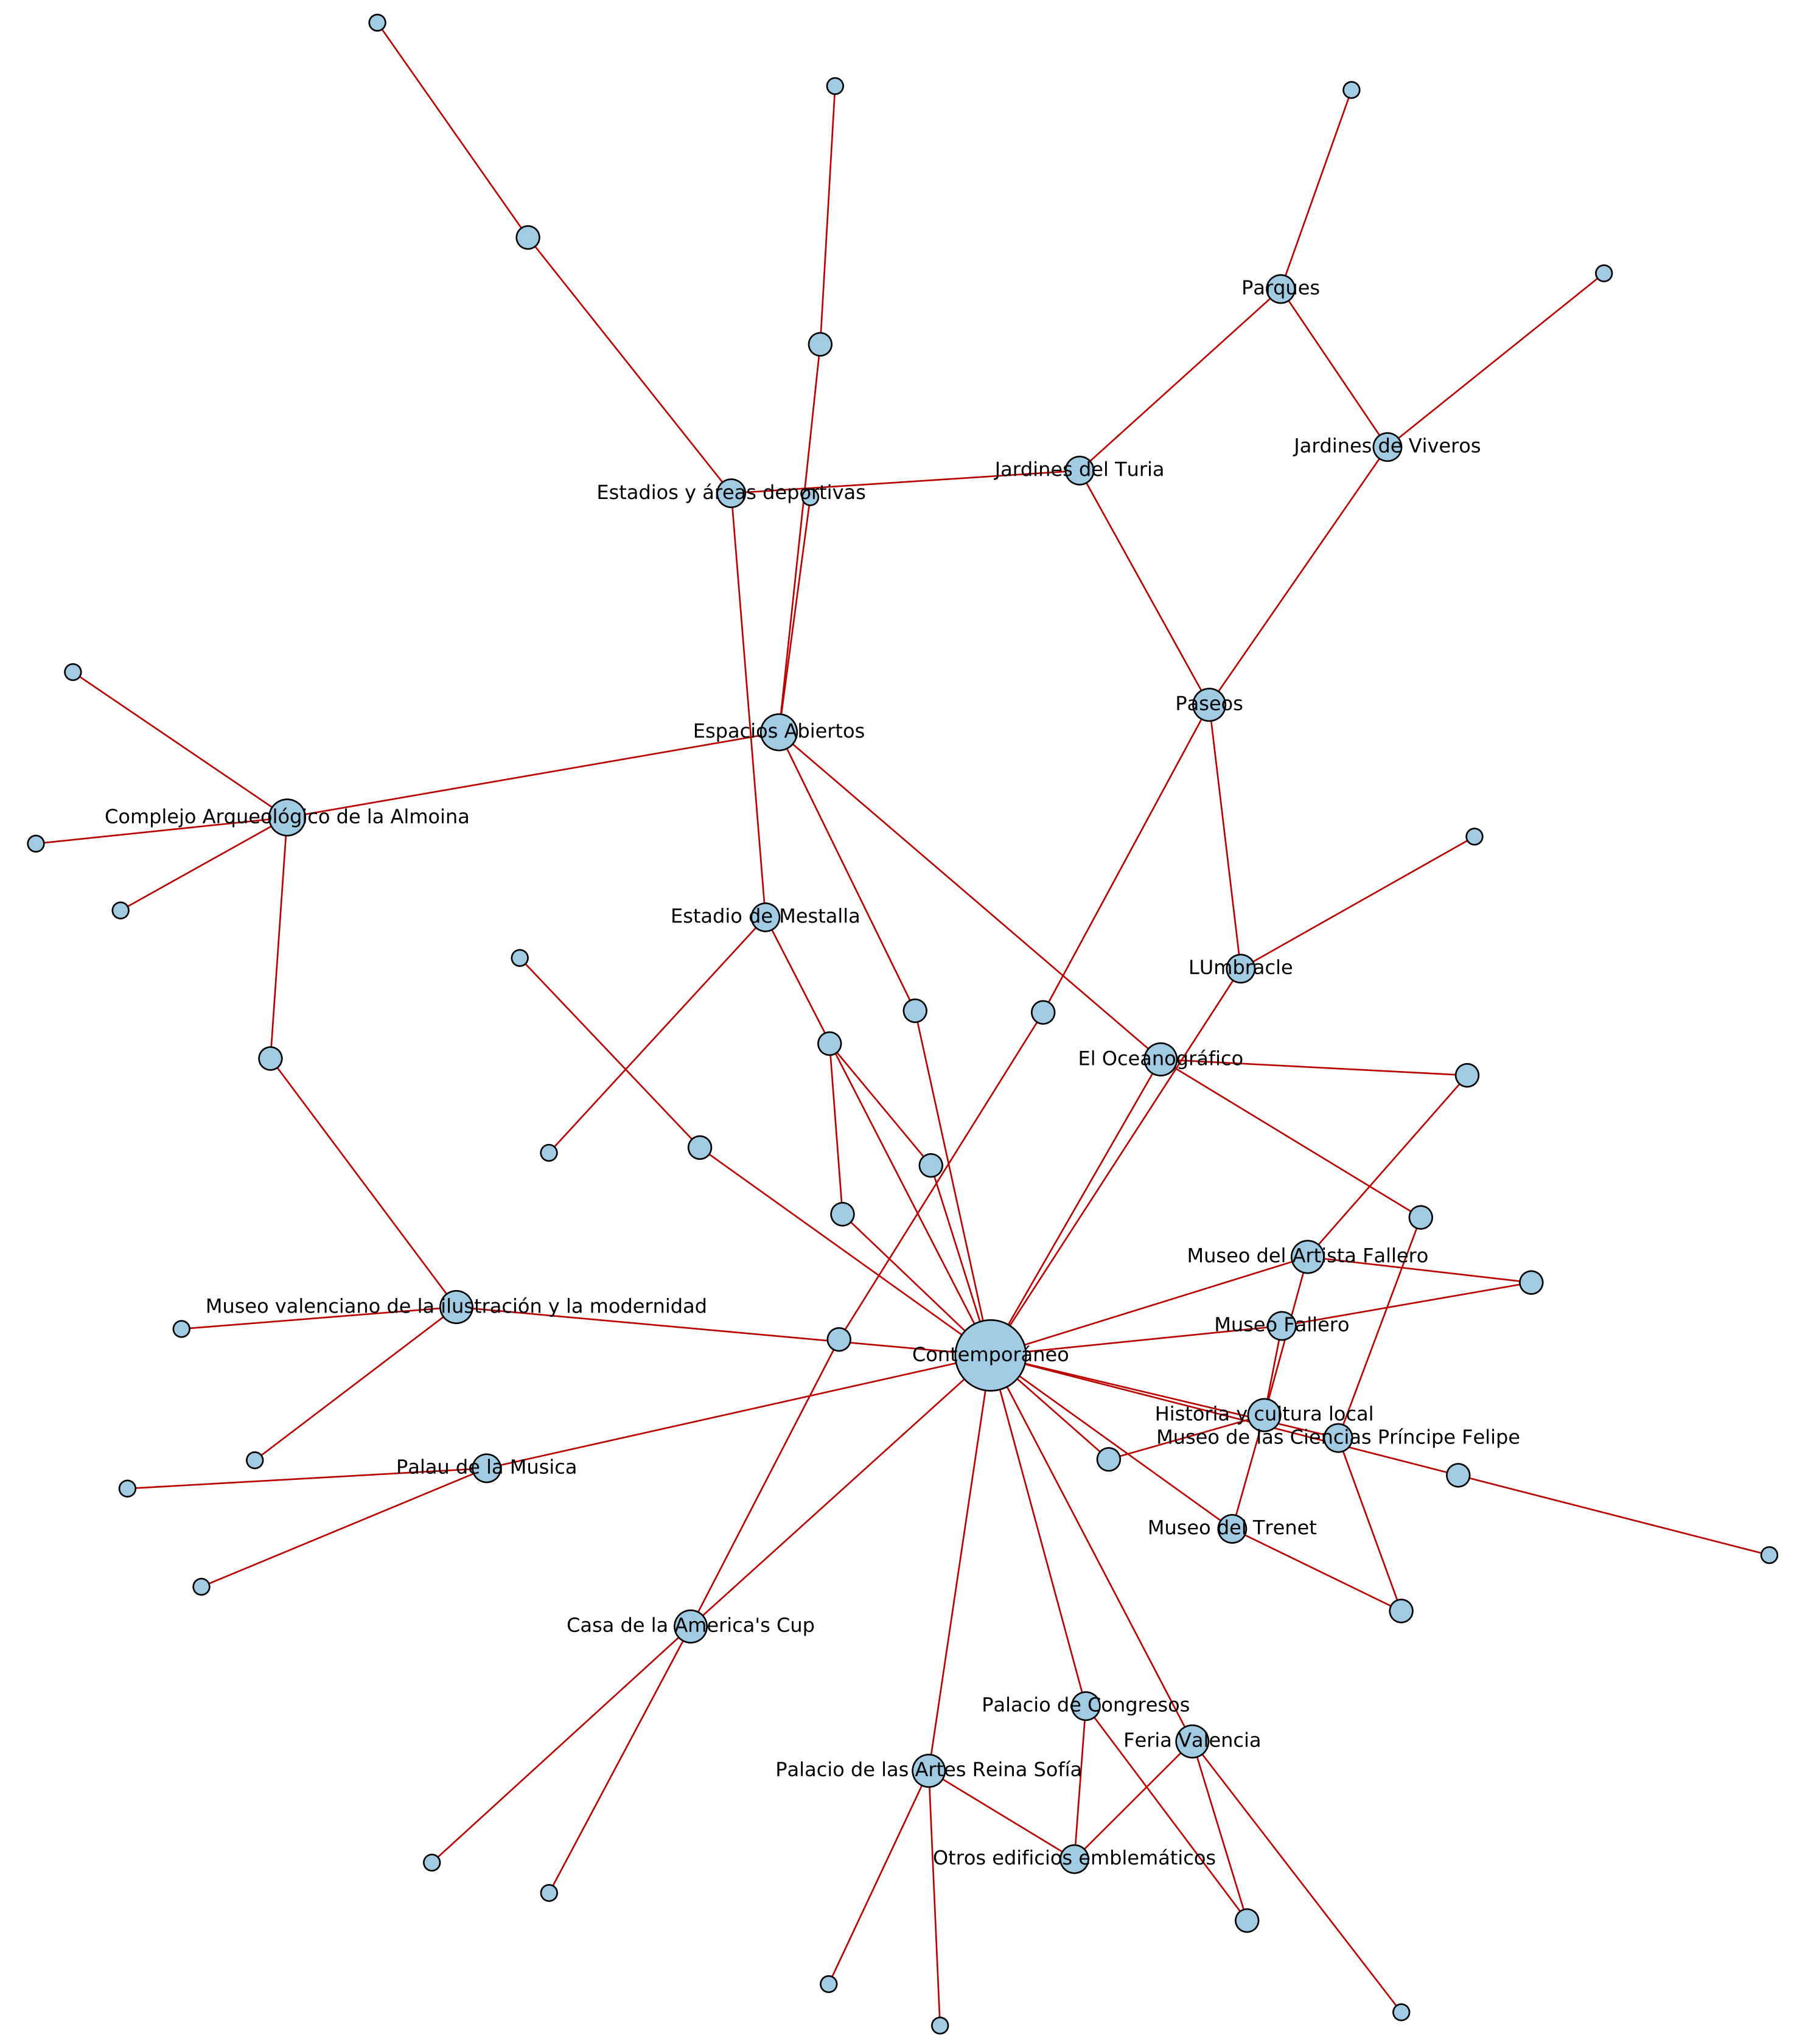 Parques
Jardines de Viveros
Jardines del Turia
Estadios y áreas deportivas
Paseos
Espacios Abiertos
Complejo Arqueológico de la Almoina
Estadio de Mestalla
LUmbracle
El Oceanográfico
Museo del Artista Fallero
Museo valenciano de la ilustración y la modernidad
Museo Fallero
Contemporáneo
Historia y cultura local
Museo de las Ciencias Príncipe Felipe
Palau de la Musica
Museo del Trenet
Casa de la America's Cup
Palacio de Congresos
Feria Valencia
Palacio de las Artes Reina Sofía
Otros edificios emblemáticos